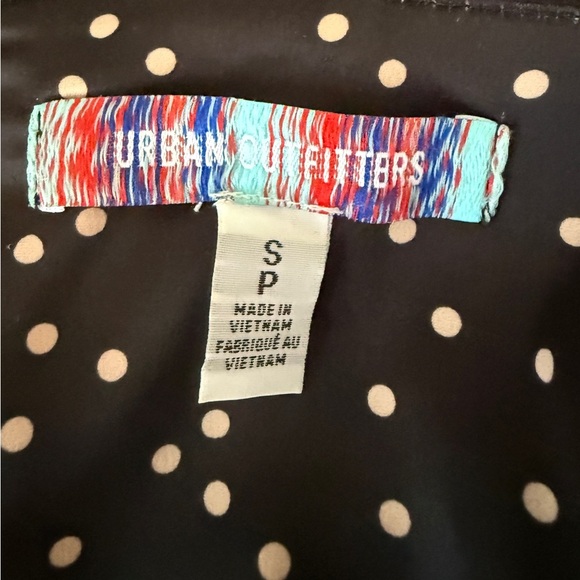 URBAN OUTFITTERS
S
P
MADE IN
VIETNAM
FABRIQUÉ AU
VIETNAM